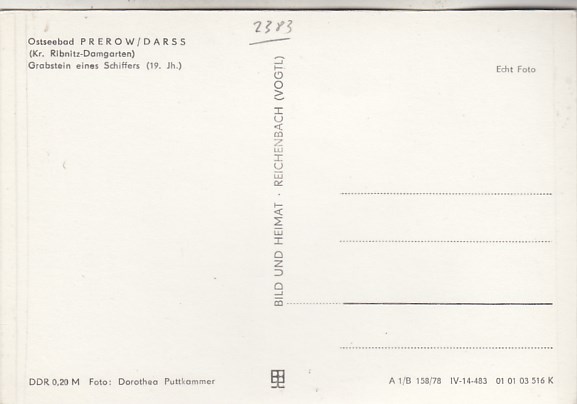 2383
Ostseebad PREROW/DARSS
(Kr. Ribnitz-Damgarten)
Grabstein eines Schiffers (19. Jh.)
Echt Foto
BILD UND HEIMAT · REICHENBACH (VOGTL)
DDR 0,20 M Foto: Dorothea Puttkammer
A 1/B 158/78 IV-14-483 01 01 03 516 K